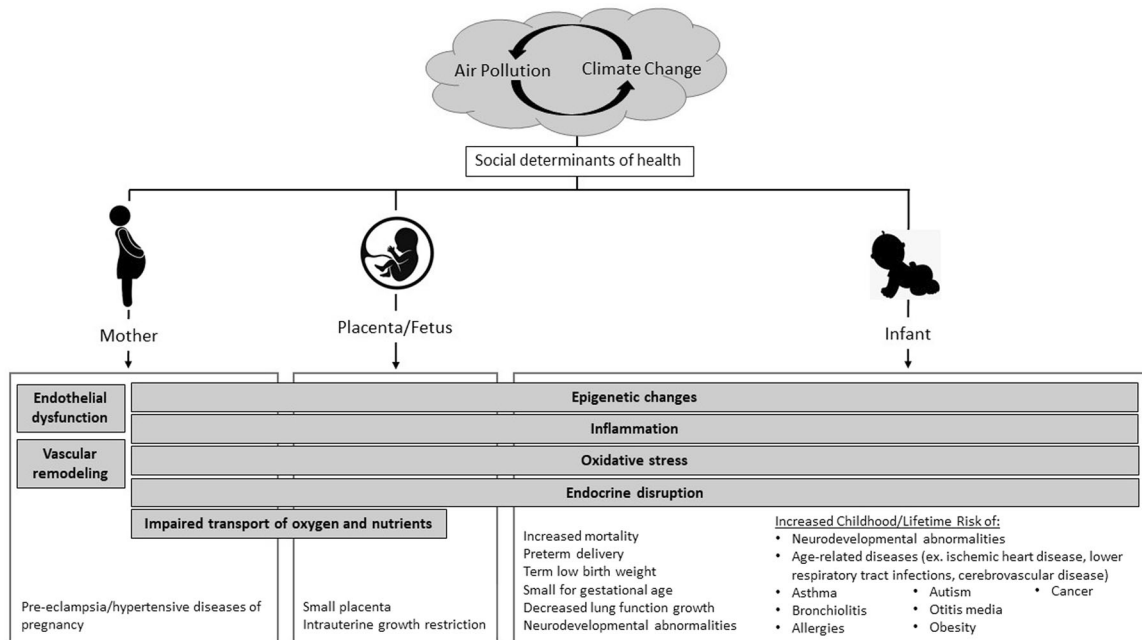 Air Pollution
Climate Change
Social determinants of health
Mother
Placenta/Fetus
Infant
Endothelial
dysfunction
Vascular
remodeling
Epigenetic changes
Inflammation
Oxidative stress
Endocrine disruption
Impaired transport of oxygen and nutrients
Pre-eclampsia/hypertensive diseases of
pregnancy
Small placenta
Intrauterine growth restriction
Increased mortality
Preterm delivery
Term low birth weight
Small for gestational age
Decreased lung function growth
Neurodevelopmental abnormalities
Increased Childhood/Lifetime Risk of:
• Neurodevelopmental abnormalities
• Age-related diseases (ex. ischemic heart disease, lower
respiratory tract infections, cerebrovascular disease)
• Asthma
• Bronchiolitis
• Allergies
• Autism
• Otitis media
• Obesity
• Cancer